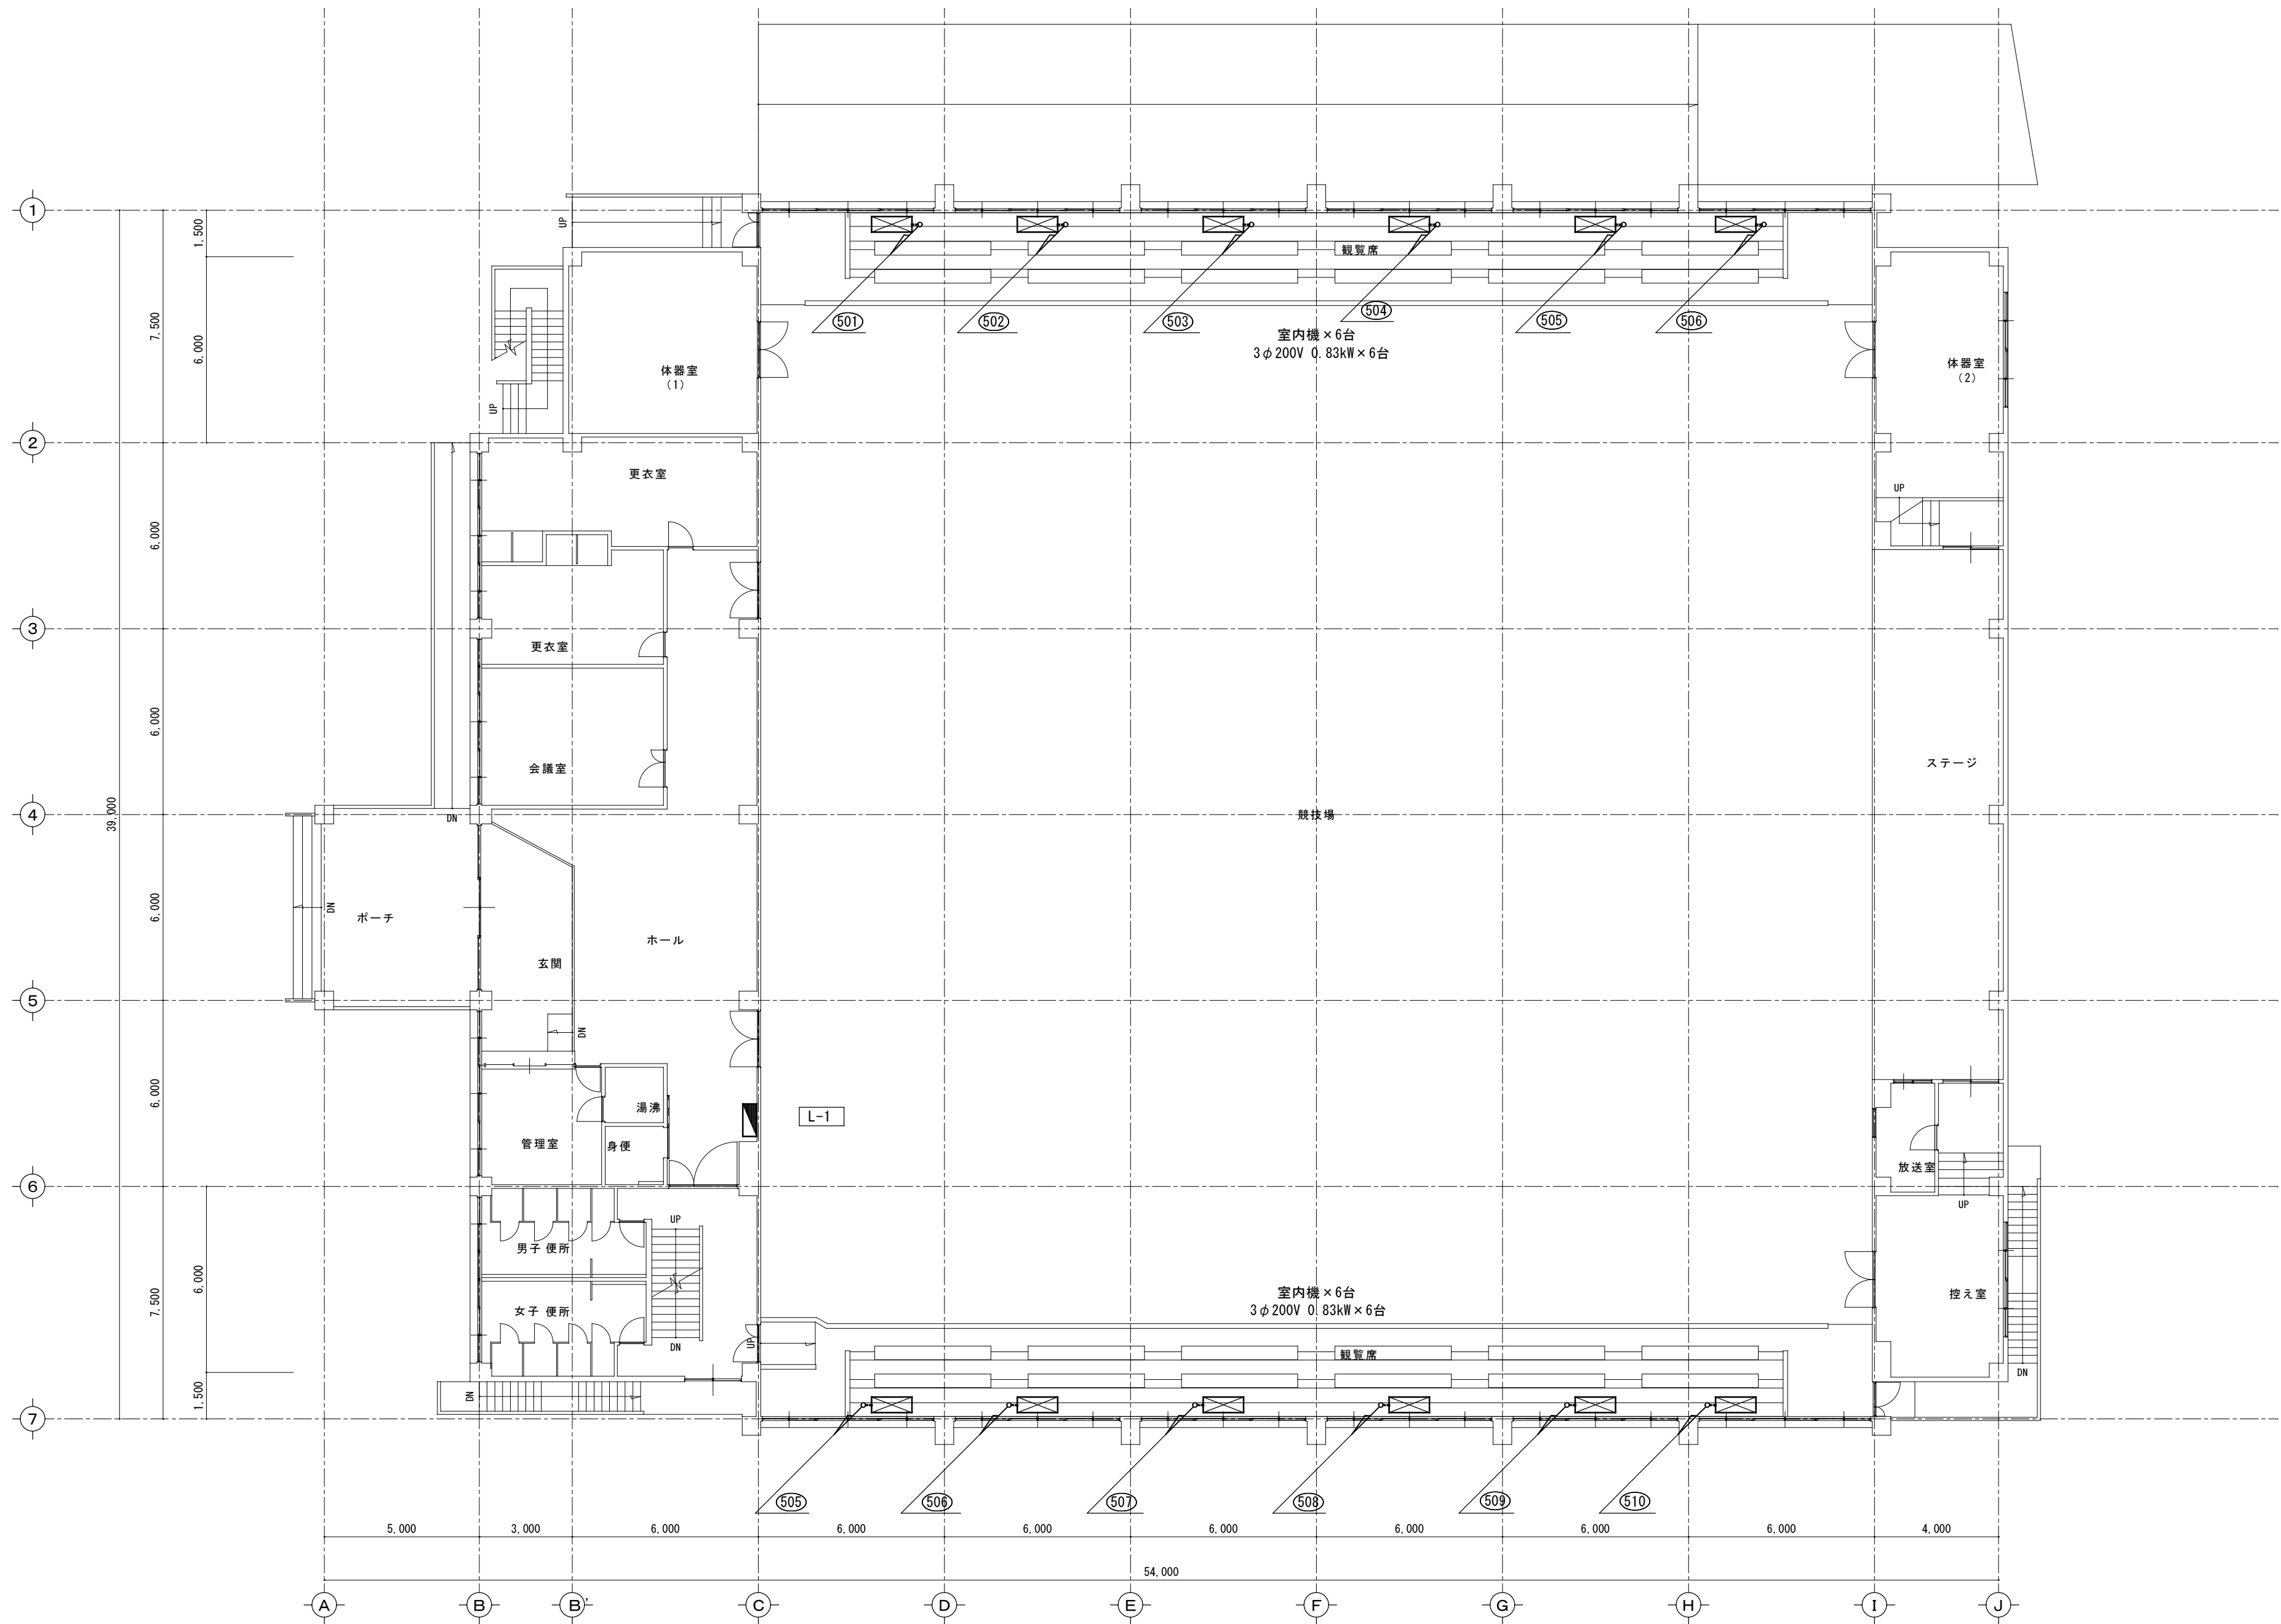 1
1,500
UP
観覧席
501
502
503
504
505
506
室内機×6台
3φ200V 0.83kW×6台
7,500
6,000
体器室
(1)
体器室
(2)
UP
2
更衣室
UP
6,000
3
更衣室
6,000
会議室
ステージ
4
39,000
DN
競技場
ポーチ
DN
6,000
ホール
玄関
5
DN
6,000
湯沸
L-1
管理室
身便
放送室
6
UP
UP
男子 便所
6,000
7,500
女子 便所
室内機×6台
3φ200V 0.83kW×6台
控え室
DN
UP
観覧席
DN
1,500
DN
7
505
506
507
508
509
510
5,000
3,000
6,000
6,000
6,000
6,000
6,000
6,000
6,000
4,000
54,000
A
B
B'
C
D
E
F
G
H
I
J